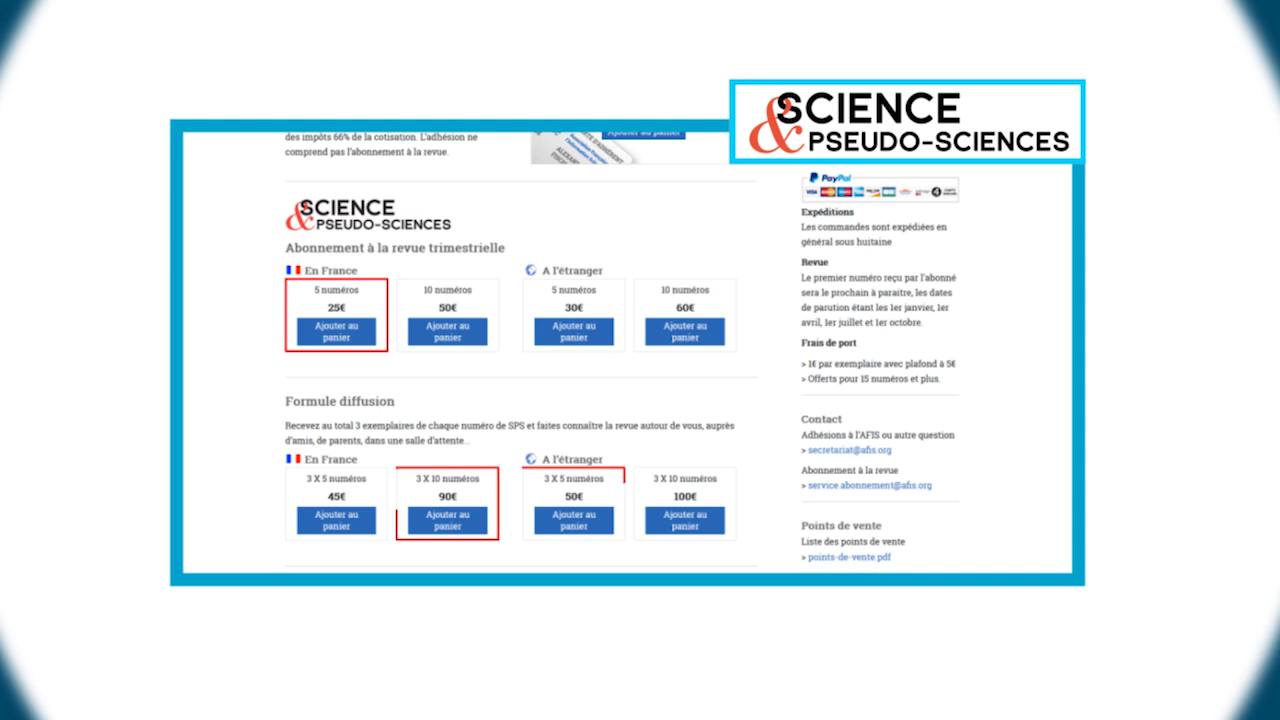 SCIENCE
& PSEUDO-SCIENCES
des impôts 66% de la cotisation. L'adhésion ne
comprend pas l'abonnement à la revue.
Ajouter au panier
SCIENCE
& PSEUDO-SCIENCES
Abonnement à la revue trimestrielle
En France
5 numéros
25€
Ajouter au
panier
10 numéros
50€
Ajouter au
panier
A l'étranger
5 numéros
30€
Ajouter au
panier
10 numéros
60€
Ajouter au
panier
Formule diffusion
Recevez au total 3 exemplaires de chaque numéro de SPS et faites connaître la revue autour de vous, auprès
d'amis, de parents, dans une salle d'attente...
En France
3 X 5 numéros
45€
Ajouter au
panier
3 X 10 numéros
90€
Ajouter au
panier
A l'étranger
3 X 5 numéros
50€
Ajouter au
panier
3 X 10 numéros
100€
Ajouter au
panier
PayPal
VISA
Expéditions
Les commandes sont expédiées en
général sous huitaine
Revue
Le premier numéro reçu par l'abonné
sera le prochain à paraitre, les dates
de parution étant les 1er janvier, 1er
avril, 1er juillet et 1er octobre.
Frais de port
> 1€ par exemplaire avec plafond à 5€
> Offerts pour 15 numéros et plus.
Contact
Adhésions à l'AFIS ou autre question
> secretariat@afis.org
Abonnement à la revue
> service.abonnement@afis.org
Points de vente
Liste des points de vente
> points-de-vente.pdf